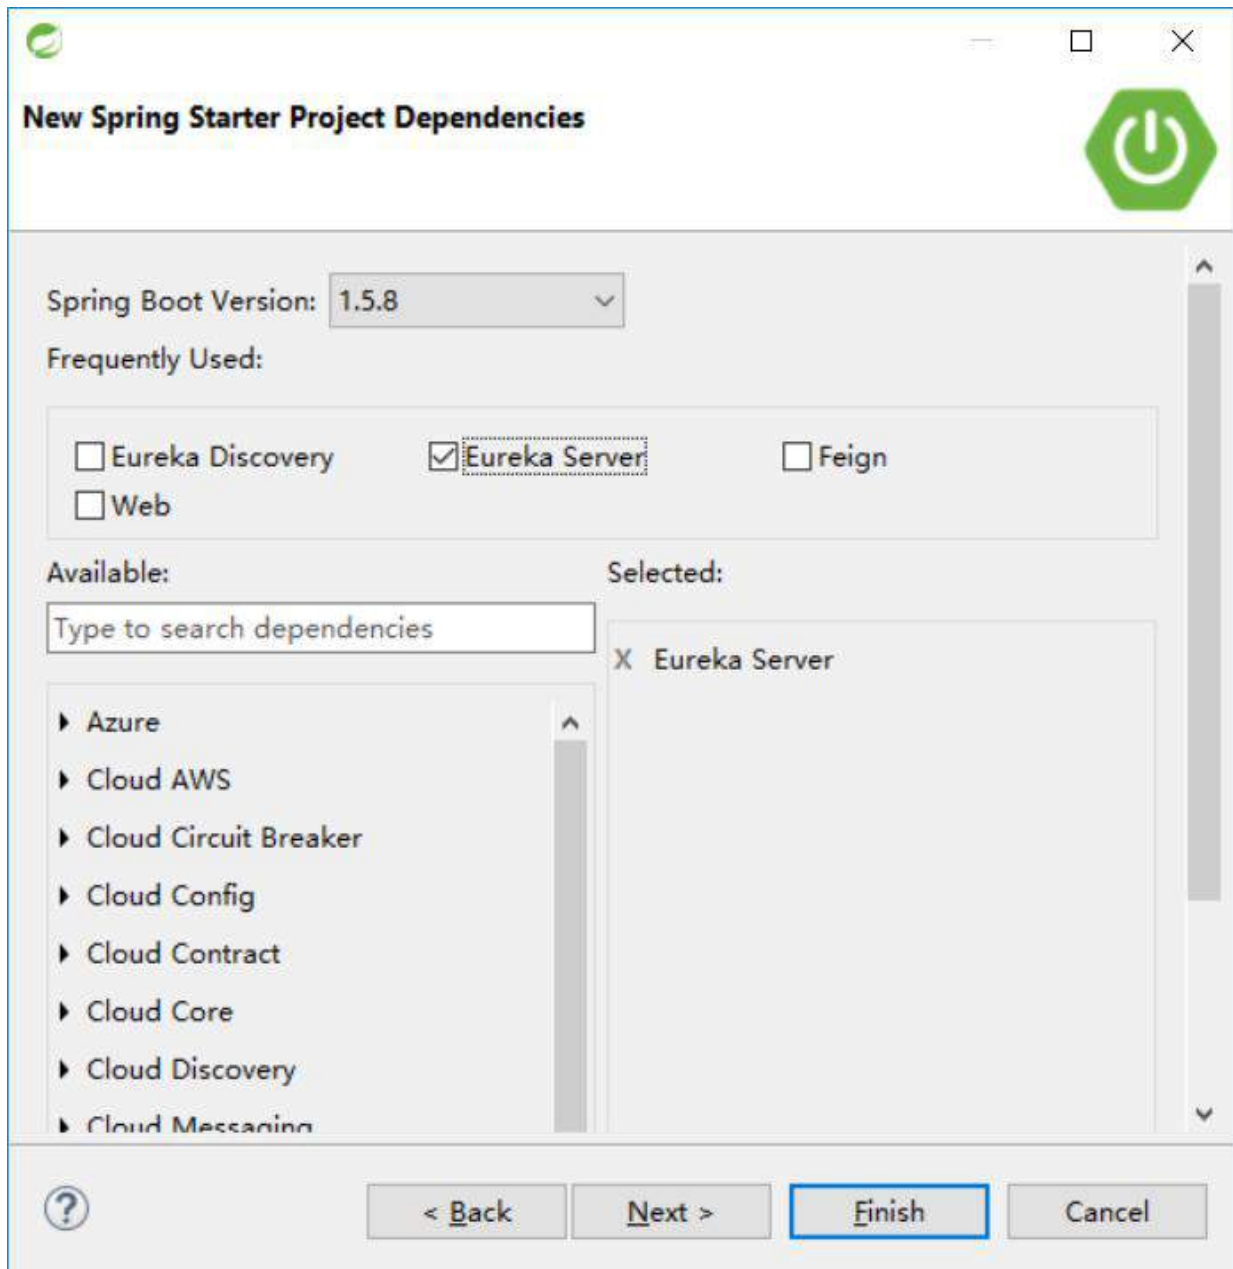 New Spring Starter Project Dependencies
Spring Boot Version: 1.5.8
Frequently Used:
Eureka Discovery Eureka Server Feign
Web
Available: Selected:
Type to search dependencies
X Eureka Server
Azure
Cloud AWS
Cloud Circuit Breaker
Cloud Config
Cloud Contract
Cloud Core
Cloud Discovery
Cloud Messaging
? < Back Next > Finish Cancel